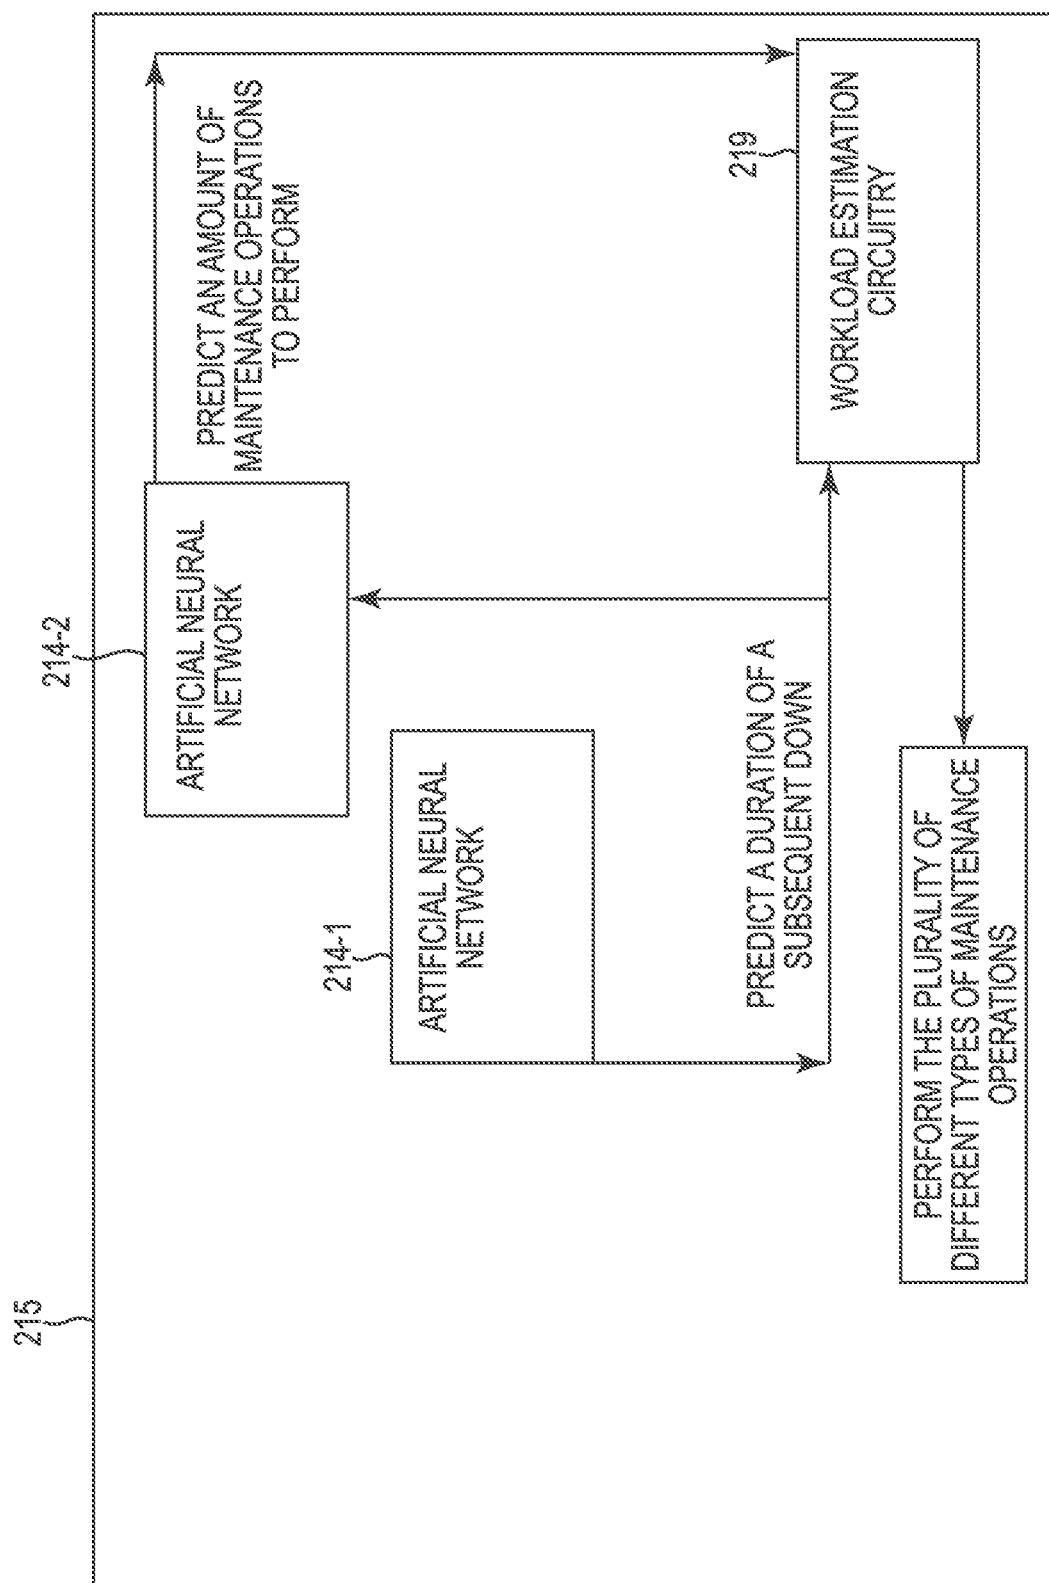 215
214-2
ARTIFICIAL NEURAL
NETWORK
PREDICT AN AMOUNT OF
MAINTENANCE OPERATIONS
TO PERFORM
214-1
ARTIFICIAL NEURAL
NETWORK
PREDICT A DURATION OF A
SUBSEQUENT DOWN
219
WORKLOAD ESTIMATION
CIRCUITRY
PERFORM THE PLURALITY OF
DIFFERENT TYPES OF MAINTENANCE
OPERATIONS